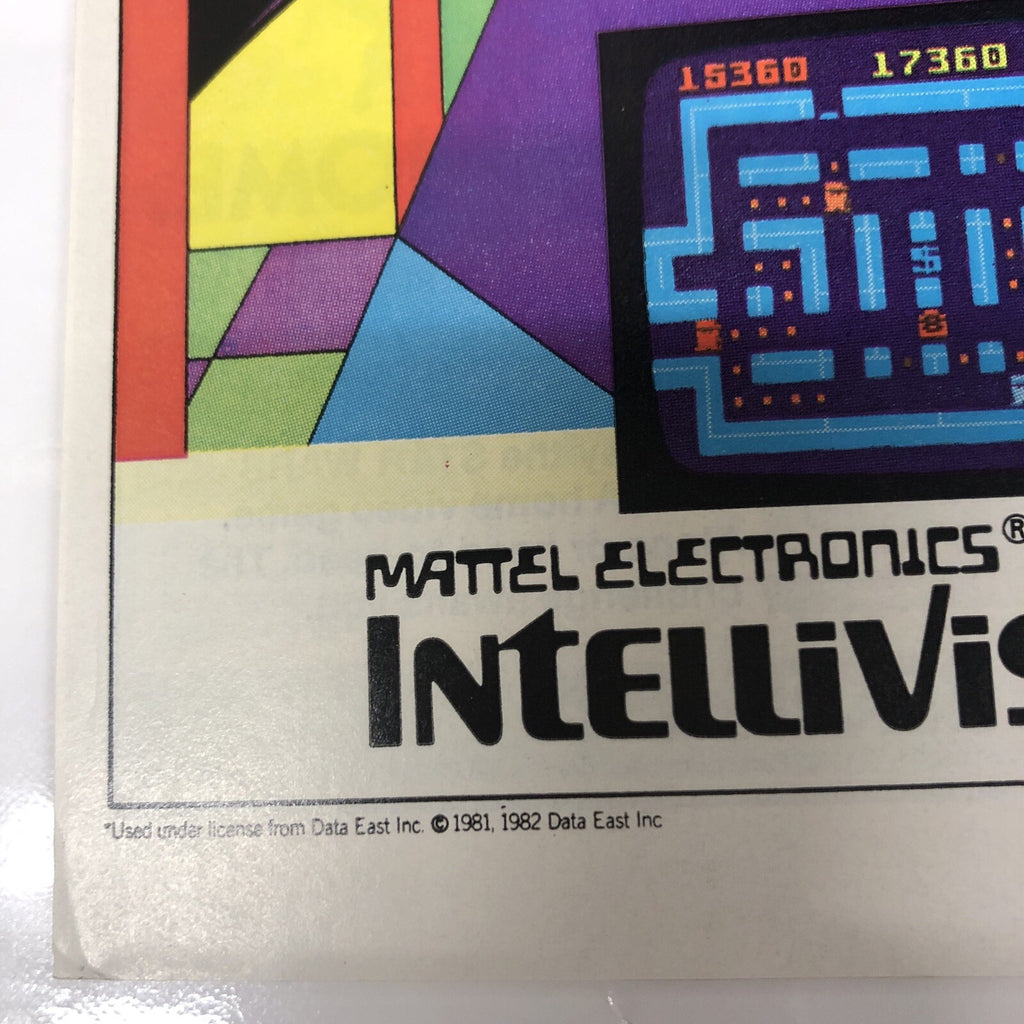 15360 17360
MATTEL ELECTRONICS®
INTELLIVIS
*Used under license from Data East Inc. © 1981, 1982 Data East Inc